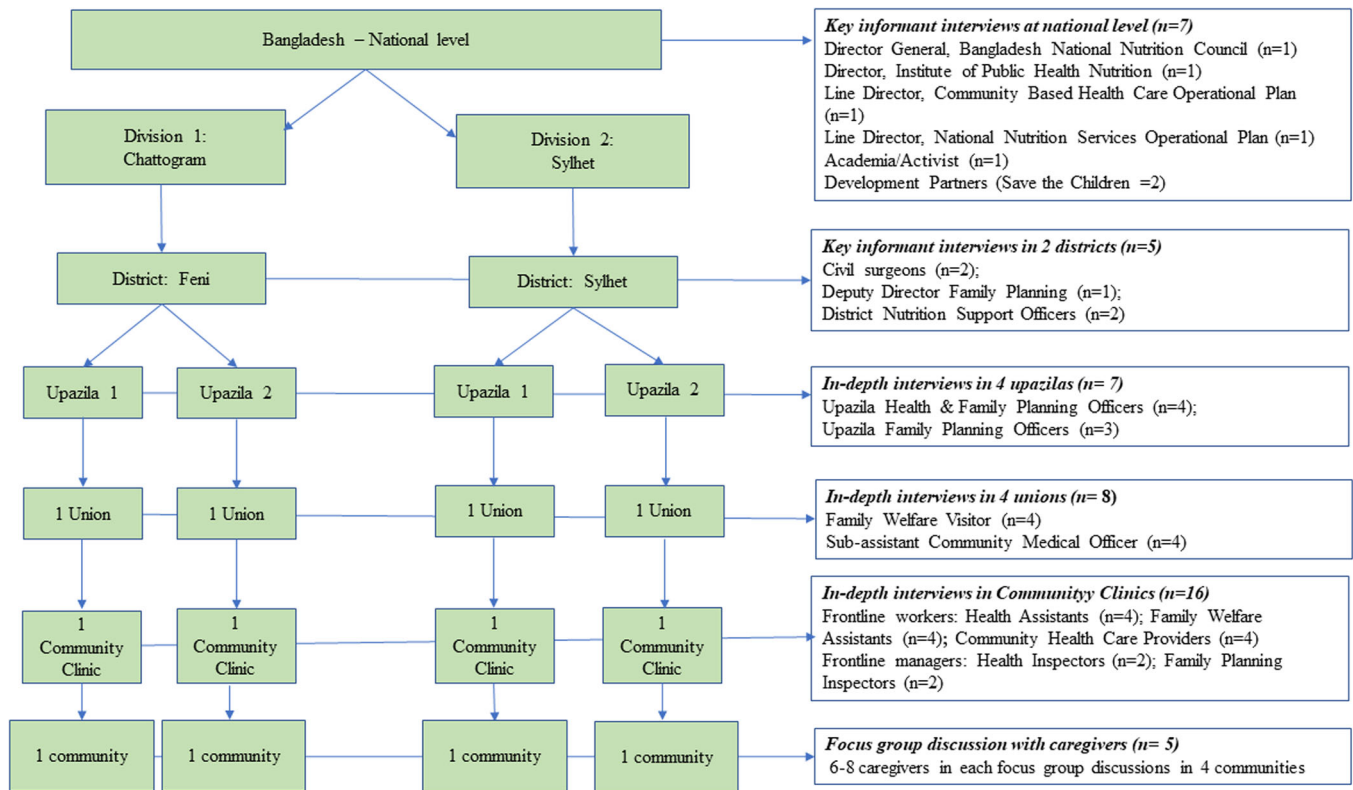 Bangladesh – National level
Key informant interviews at national level (n=7)
Director General, Bangladesh National Nutrition Council (n=1)
Director, Institute of Public Health Nutrition (n=1)
Line Director, Community Based Health Care Operational Plan
(n=1)
Line Director, National Nutrition Services Operational Plan (n=1)
Academia/Activist (n=1)
Development Partners (Save the Children =2)
Division 1:
Chattogram
Division 2:
Sylhet
District: Feni
District: Sylhet
Key informant interviews in 2 districts (n=5)
Civil surgeons (n=2);
Deputy Director Family Planning (n=1);
District Nutrition Support Officers (n=2)
Upazila 1
Upazila 2
Upazila 1
Upazila 2
In-depth interviews in 4 upazilas (n= 7)
Upazila Health & Family Planning Officers (n=4);
Upazila Family Planning Officers (n=3)
1 Union
1 Union
1 Union
1 Union
In-depth interviews in 4 unions (n= 8)
Family Welfare Visitor (n=4)
Sub-assistant Community Medical Officer (n=4)
1
Community
Clinic
1
Community
Clinic
1
Community
Clinic
1
Community
Clinic
In-depth interviews in Communityy Clinics (n=16)
Frontline workers: Health Assistants (n=4); Family Welfare
Assistants (n=4); Community Health Care Providers (n=4)
Frontline managers: Health Inspectors (n=2); Family Planning
Inspectors (n=2)
1 community
1 community
1 community
1 community
Focus group discussion with caregivers (n= 5)
6-8 caregivers in each focus group discussions in 4 communities